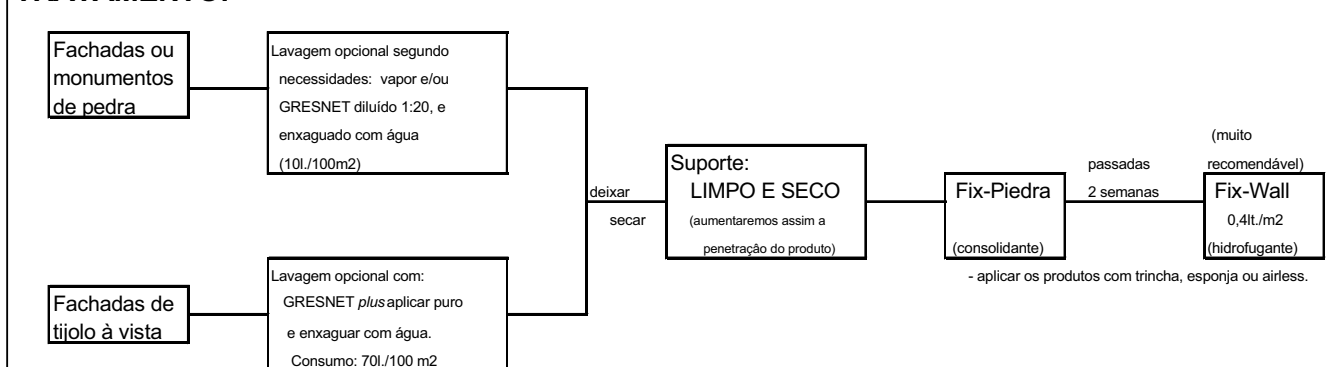 Fachadas ou
monumentos
de pedra
Lavagem opcional segundo
necessidades: vapor e/ou
GRESNET diluído 1:20, e
enxaguado com água
(10l./100m2)
Fachadas de
tijolo à vista
Lavagem opcional com:
GRESNET plus aplicar puro
e enxaguar com água.
Consumo: 70l./100 m2
deixar
secar
Suporte:
LIMPO E SECO
(aumentaremos assim a
penetração do produto)
Fix-Piedra
(consolidante)
passadas
2 semanas
(muito
recomendável)
Fix-Wall
0,4lt./m2
(hidrofugante)
- aplicar os produtos com trincha, esponja ou airless.